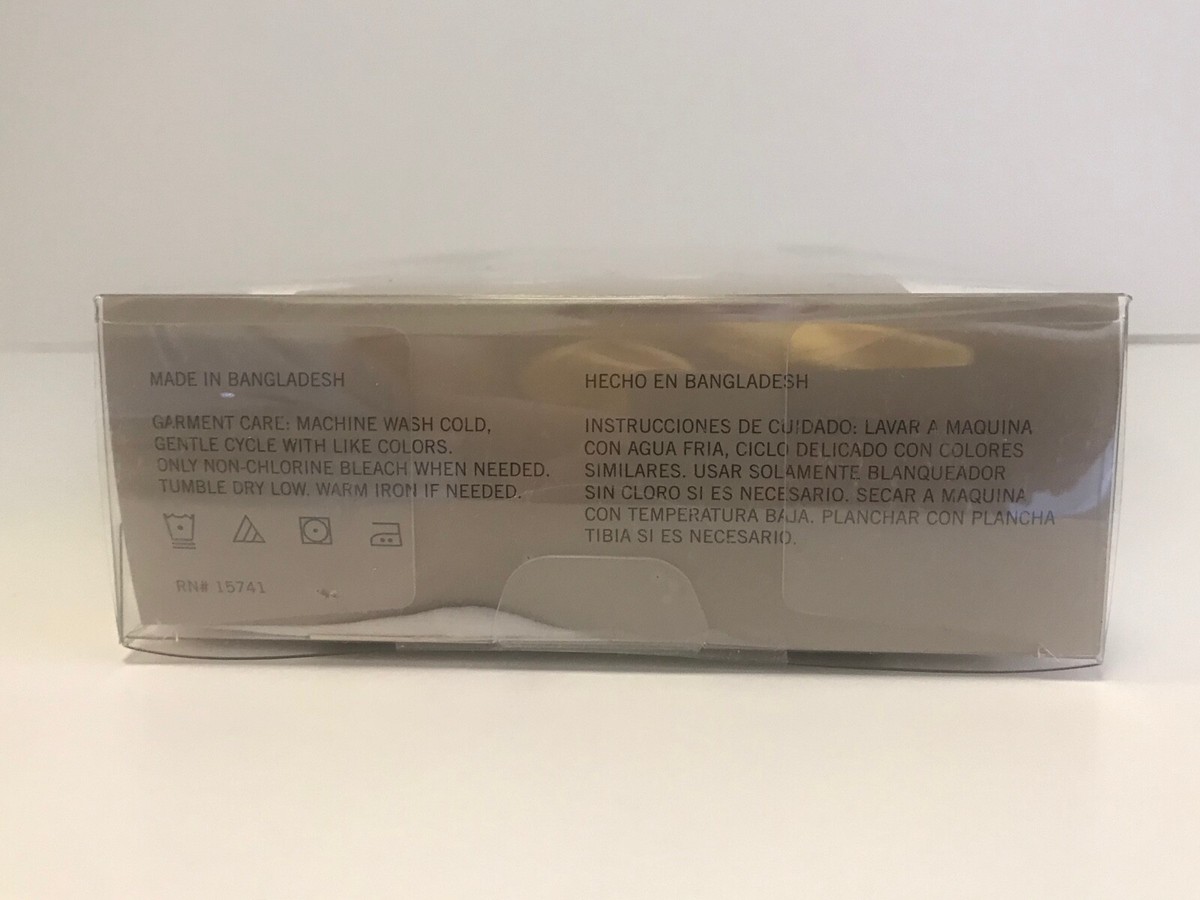 MADE IN BANGLADESH
GARMENT CARE: MACHINE WASH COLD,
GENTLE CYCLE WITH LIKE COLORS.
ONLY NON-CHLORINE BLEACH WHEN NEEDED.
TUMBLE DRY LOW. WARM IRON IF NEEDED.
RN# 15741
HECHO EN BANGLADESH
INSTRUCCIONES DE CUIDADO: LAVAR A MAQUINA
CON AGUA FRIA, CICLO DELICADO CON COLORES
SIMILARES. USAR SOLAMENTE BLANQUEADOR
SIN CLORO SI ES NECESARIO. SECAR A MAQUINA
CON TEMPERATURA BAJA. PLANCHAR CON PLANCHA
TIBIA SI ES NECESARIO.